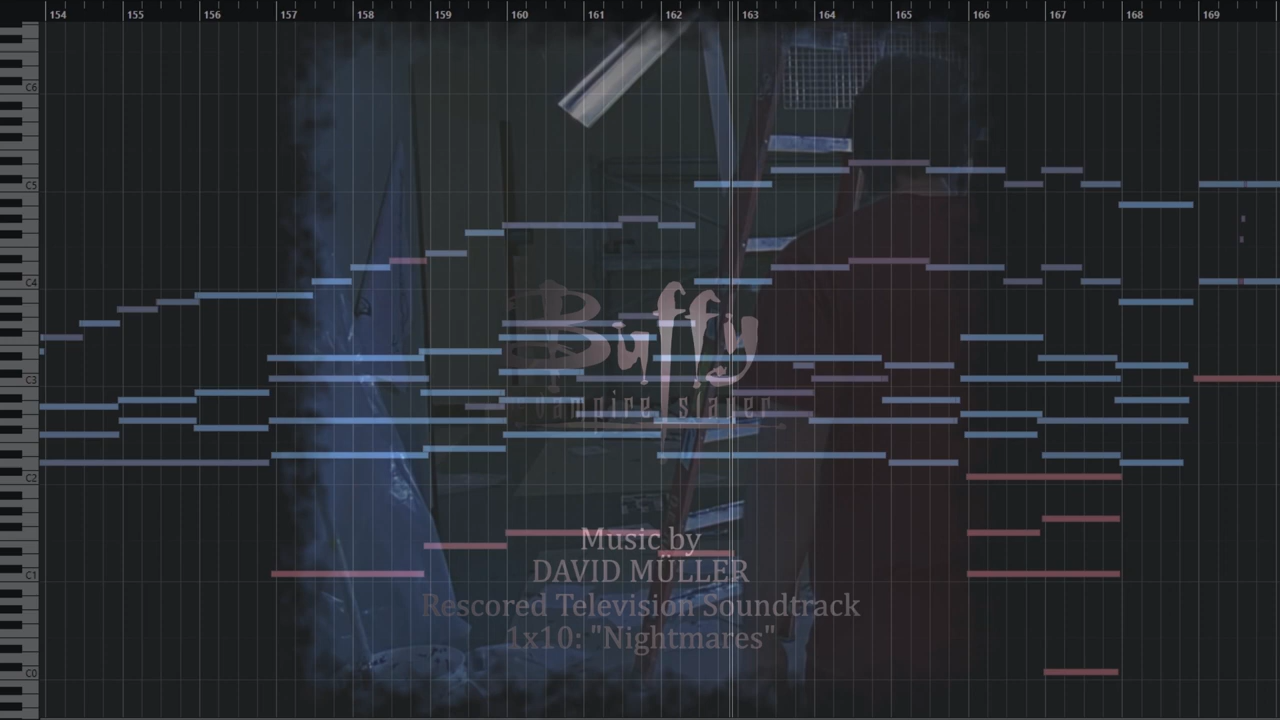 154 155 156 157 158 159 160 161 162 163 164 165 166 167 168 169
C6
C5
C4
C3
C2
C1
C0
Buffy
vampire slayer
Music by
DAVID MÜLLER
Rescored Television Soundtrack
1x10: "Nightmares"